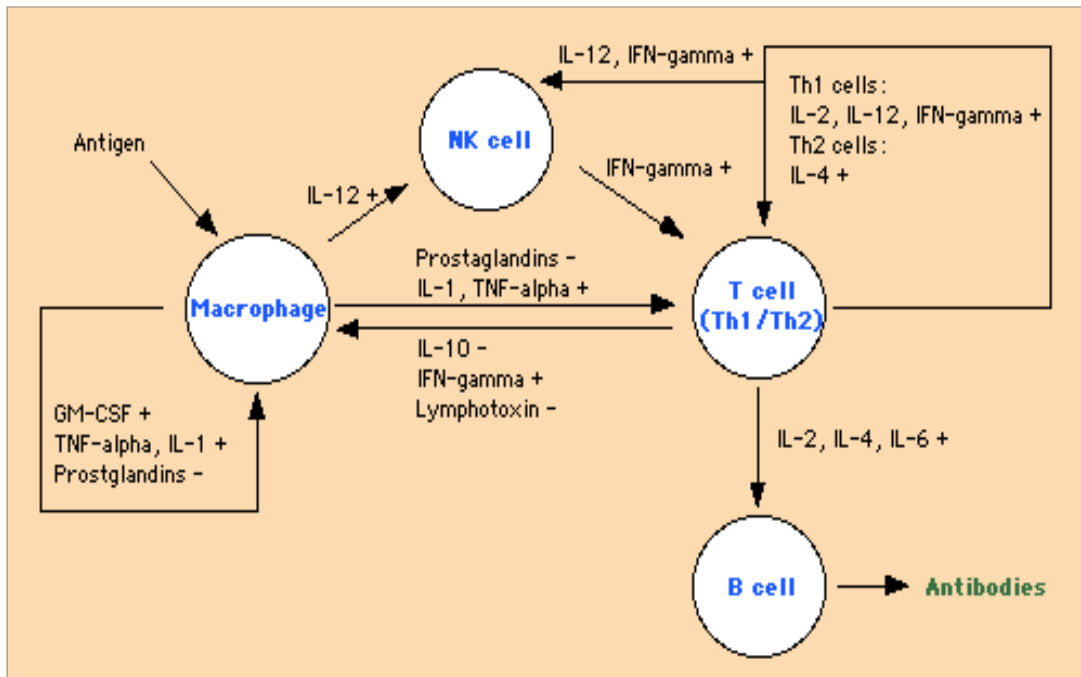 IL-12, IFN-gamma +
Th1 cells:
IL-2, IL-12, IFN-gamma +
Th2 cells:
IL-4 +
NK cell
Antigen
IFN-gamma +
IL-12 +
Prostaglandins -
IL-1, TNF-alpha +
Macrophage
T cell
(Th1/Th2)
IL-10 -
IFN-gamma +
Lymphotoxin -
GM-CSF +
TNF-alpha, IL-1 +
Prostglandins -
IL-2, IL-4, IL-6 +
B cell
Antibodies